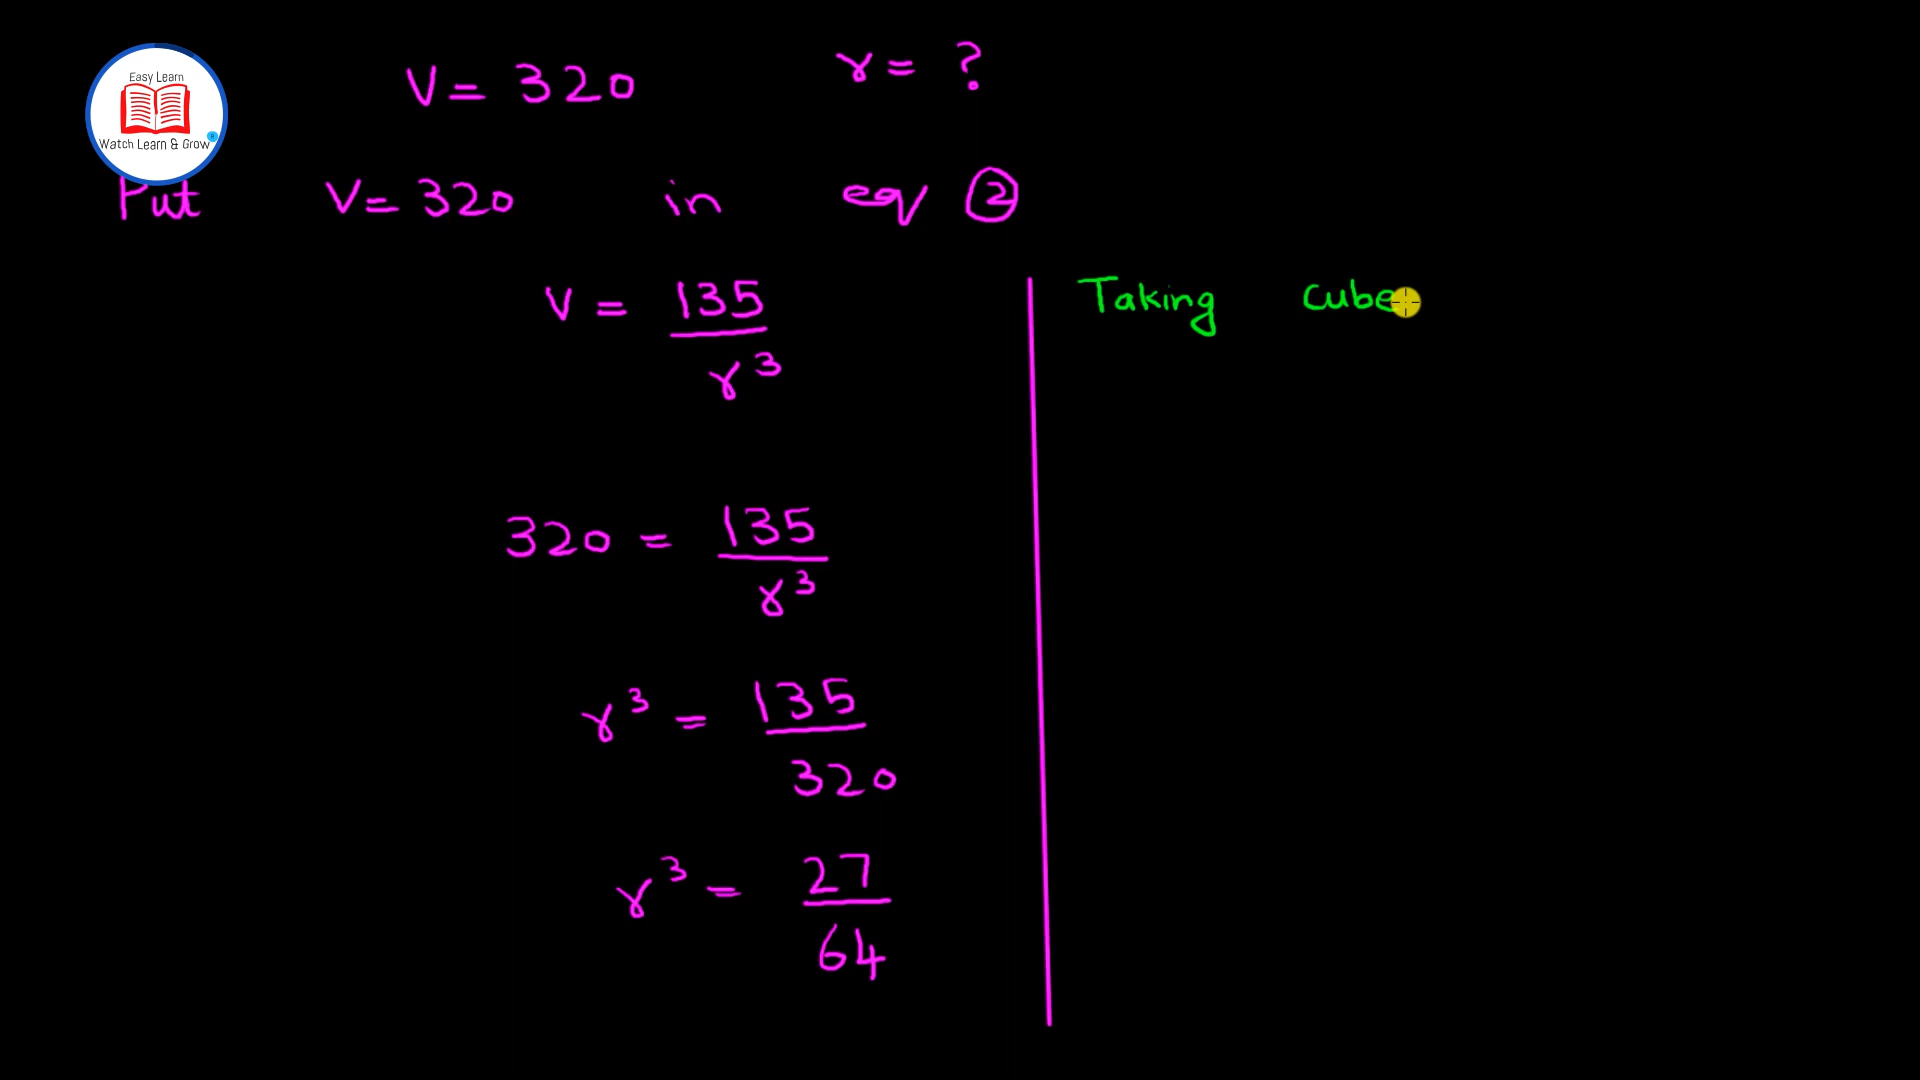 Easy Learn
Watch Learn & Grow
V = 320 r = ?
Put V = 320 in eq ②
V = 135 / r³
320 = 135 / r³
r³ = 135 / 320
r³ = 27 / 64
Taking cube